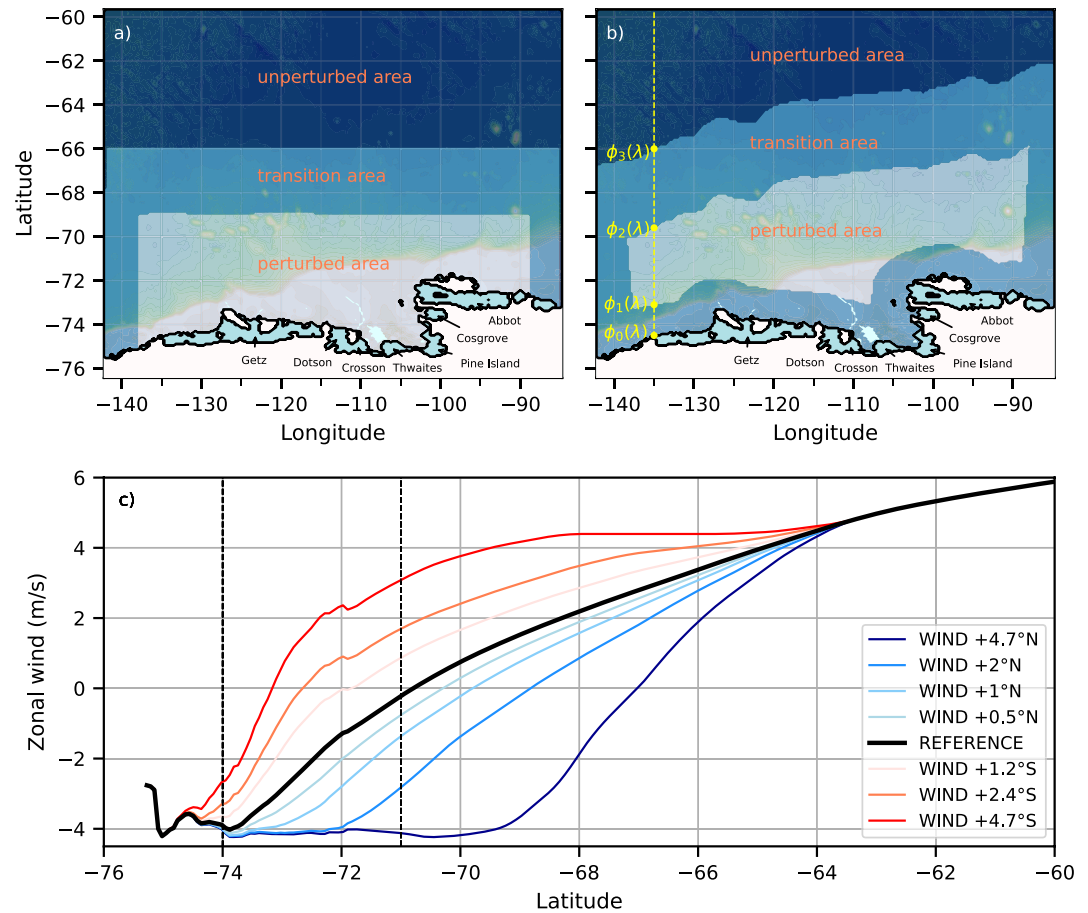 a)
unperturbed area
transition area
perturbed area
Getz
Dotson
Crosson
Thwaites
Pine Island
Cosgrove
Abbot
−60
−62
−64
−66
−68
−70
−72
−74
−76
Latitude
−140
−130
−120
−110
−100
−90
Longitude
b)
unperturbed area
transition area
perturbed area
ϕ3(λ)
ϕ2(λ)
ϕ1(λ)
ϕ0(λ)
Getz
Dotson
Crosson
Thwaites
Pine Island
Cosgrove
Abbot
−140
−130
−120
−110
−100
−90
Longitude
c)
6
4
2
0
−2
−4
Zonal wind (m/s)
WIND +4.7°N
WIND +2°N
WIND +1°N
WIND +0.5°N
REFERENCE
WIND +1.2°S
WIND +2.4°S
WIND +4.7°S
−76
−74
−72
−70
−68
−66
−64
−62
−60
Latitude